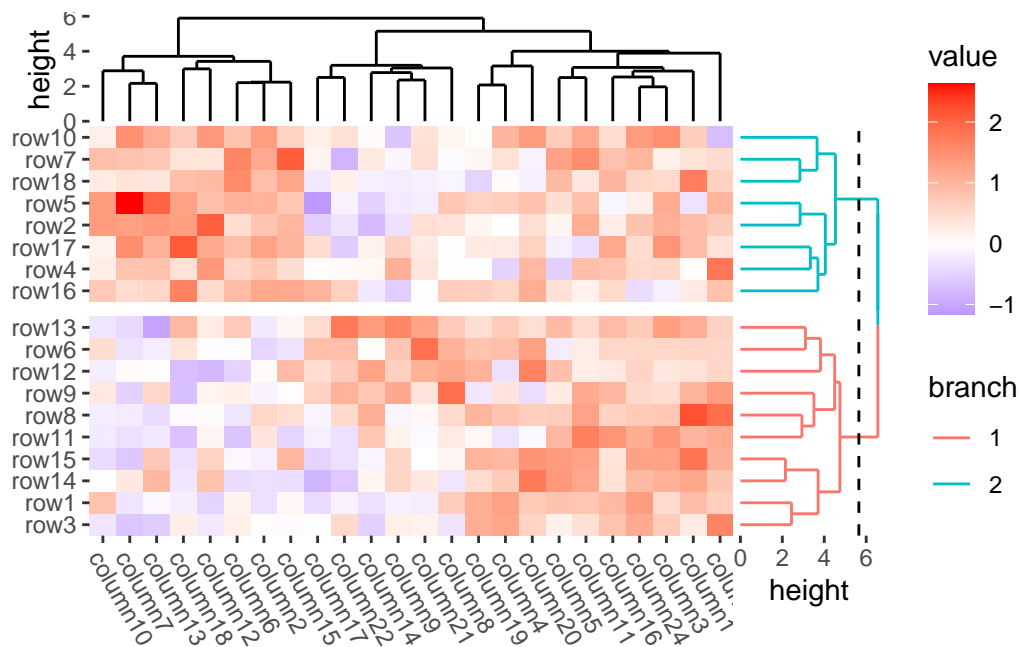 height
6
4
2
0
row10
row7
row18
row5
row2
row17
row4
row16
row13
row6
row12
row9
row8
row11
row15
row14
row1
row3
column10
column7
column13
column18
column12
column6
column2
column15
column17
column22
column14
column9
column21
column8
column19
column4
column20
column5
column11
column16
column24
column3
column1
0 2 4 6
height
value
2
1
0
−1
branch
1
2